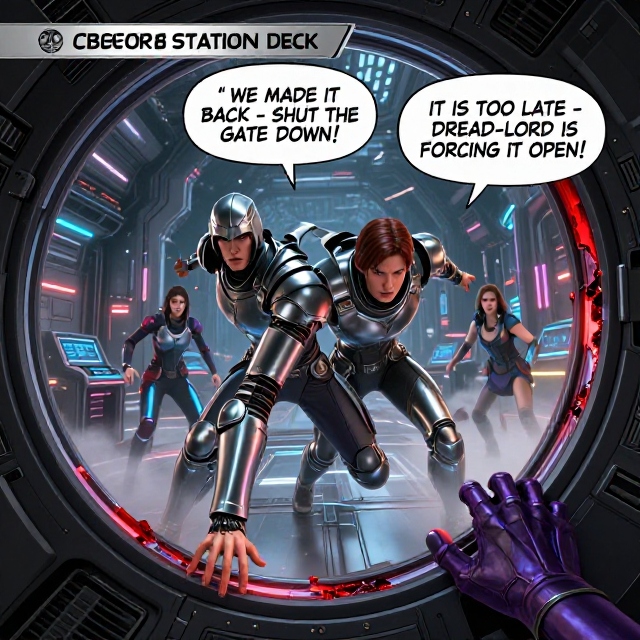 CBEEORB STATION DECK
"WE MADE IT
BACK - SHUT THE
GATE DOWN!
IT IS TOO LATE -
DREAD-LORD IS
FORCING IT OPEN!